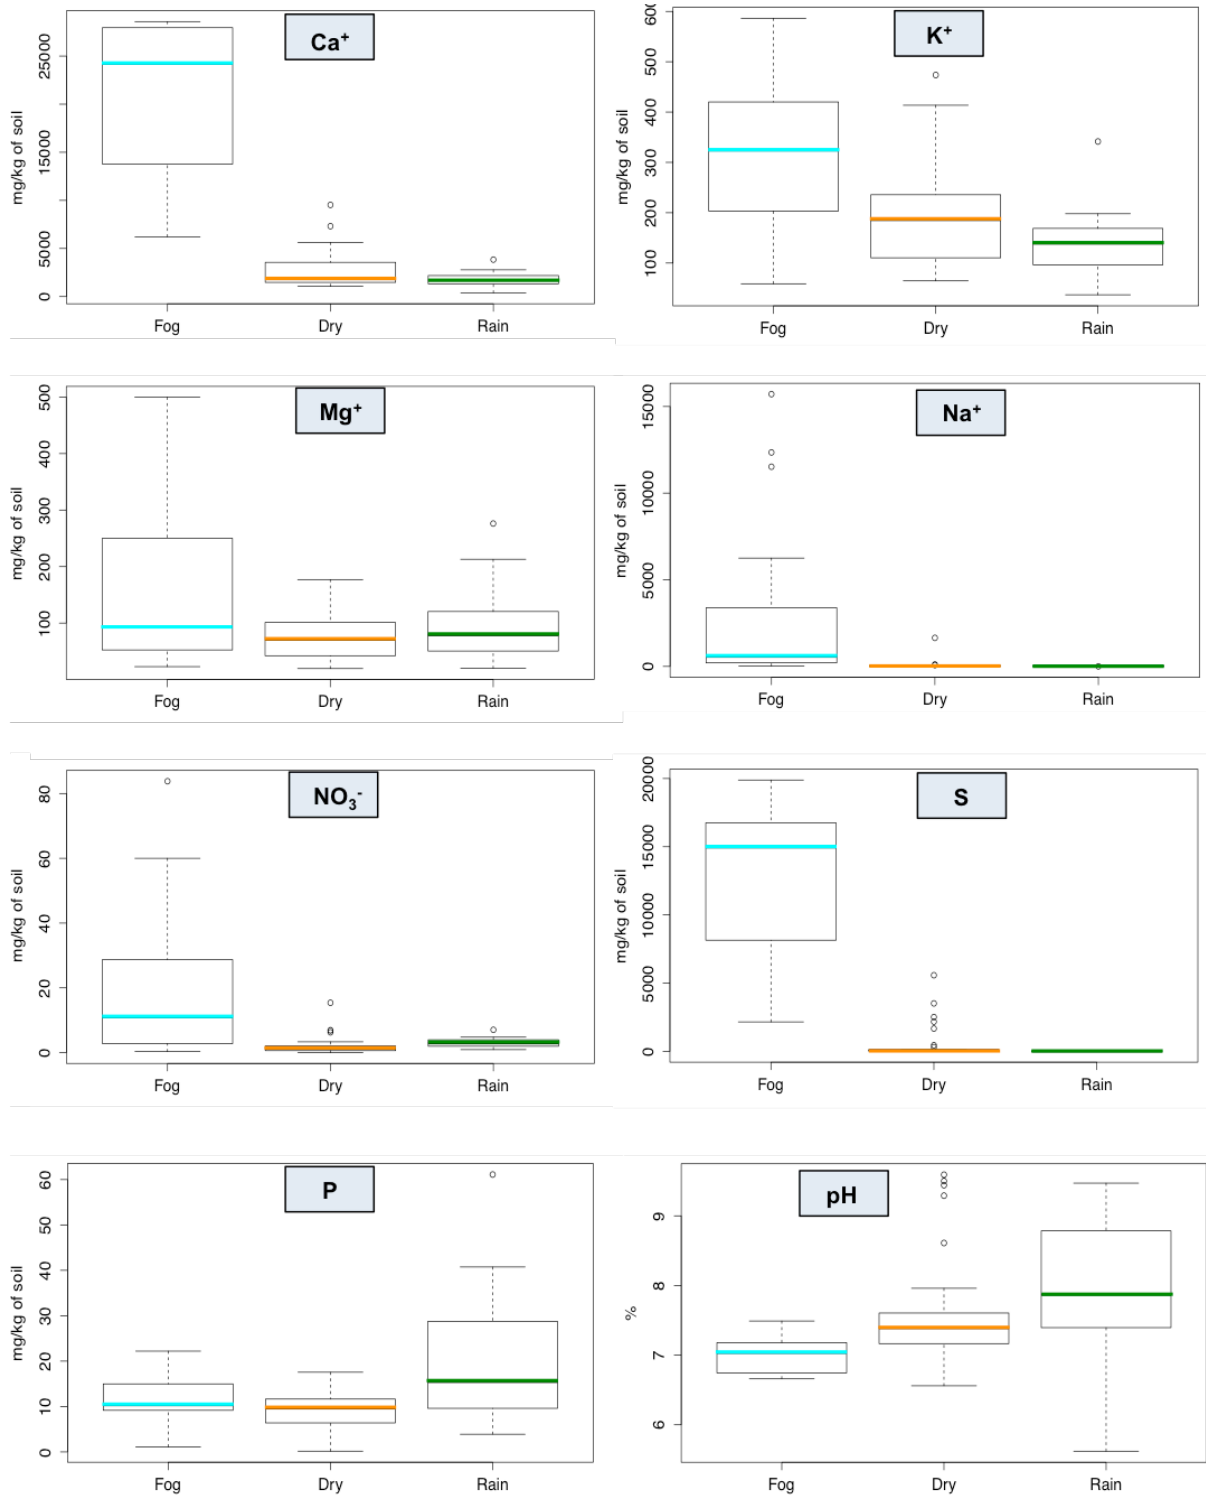 Ca⁺
mg/kg of soil
25000
15000
5000
0
Fog Dry Rain
K⁺
mg/kg of soil
600
500
400
300
200
100
Fog Dry Rain
Mg⁺
mg/kg of soil
500
400
300
200
100
Fog Dry Rain
Na⁺
mg/kg of soil
15000
10000
5000
0
Fog Dry Rain
NO₃⁻
mg/kg of soil
80
60
40
20
0
Fog Dry Rain
S
mg/kg of soil
20000
15000
10000
5000
0
Fog Dry Rain
P
mg/kg of soil
60
50
40
30
20
10
0
Fog Dry Rain
pH
%
9
8
7
6
Fog Dry Rain